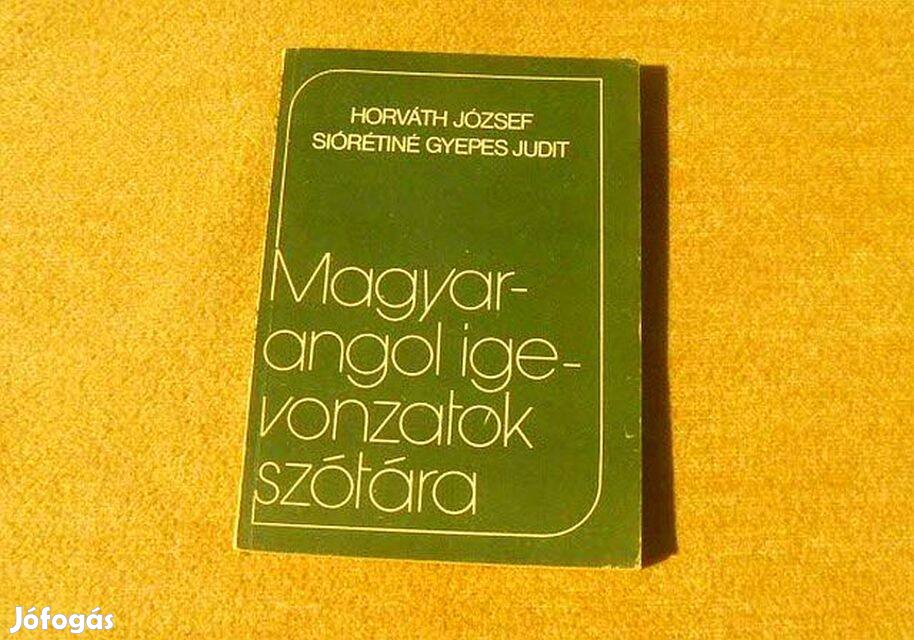 HORVÁTH JÓZSEF
SIÓRÉTINÉ GYEPES JUDIT
Magyar-
angol ige-
vonzatok
szótára
Jófogás